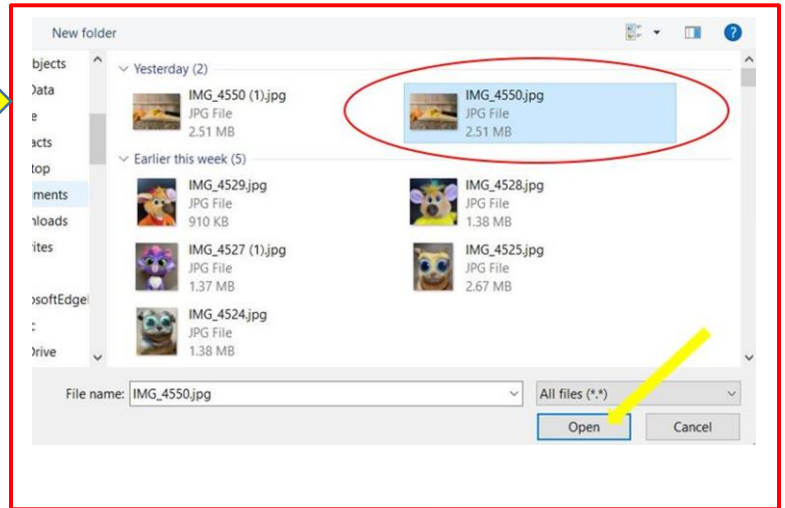 New folder
?
bjects
Data
e
acts
top
ments
nloads
rites
osoftEdgel
c
Drive
Yesterday (2)
IMG_4550 (1).jpg
JPG File
2.51 MB
IMG_4550.jpg
JPG File
2.51 MB
Earlier this week (5)
IMG_4529.jpg
JPG File
910 KB
IMG_4528.jpg
JPG File
1.38 MB
IMG_4527 (1).jpg
JPG File
1.37 MB
IMG_4525.jpg
JPG File
2.67 MB
IMG_4524.jpg
JPG File
1.38 MB
File name: IMG_4550.jpg
All files (*.*)
Open Cancel